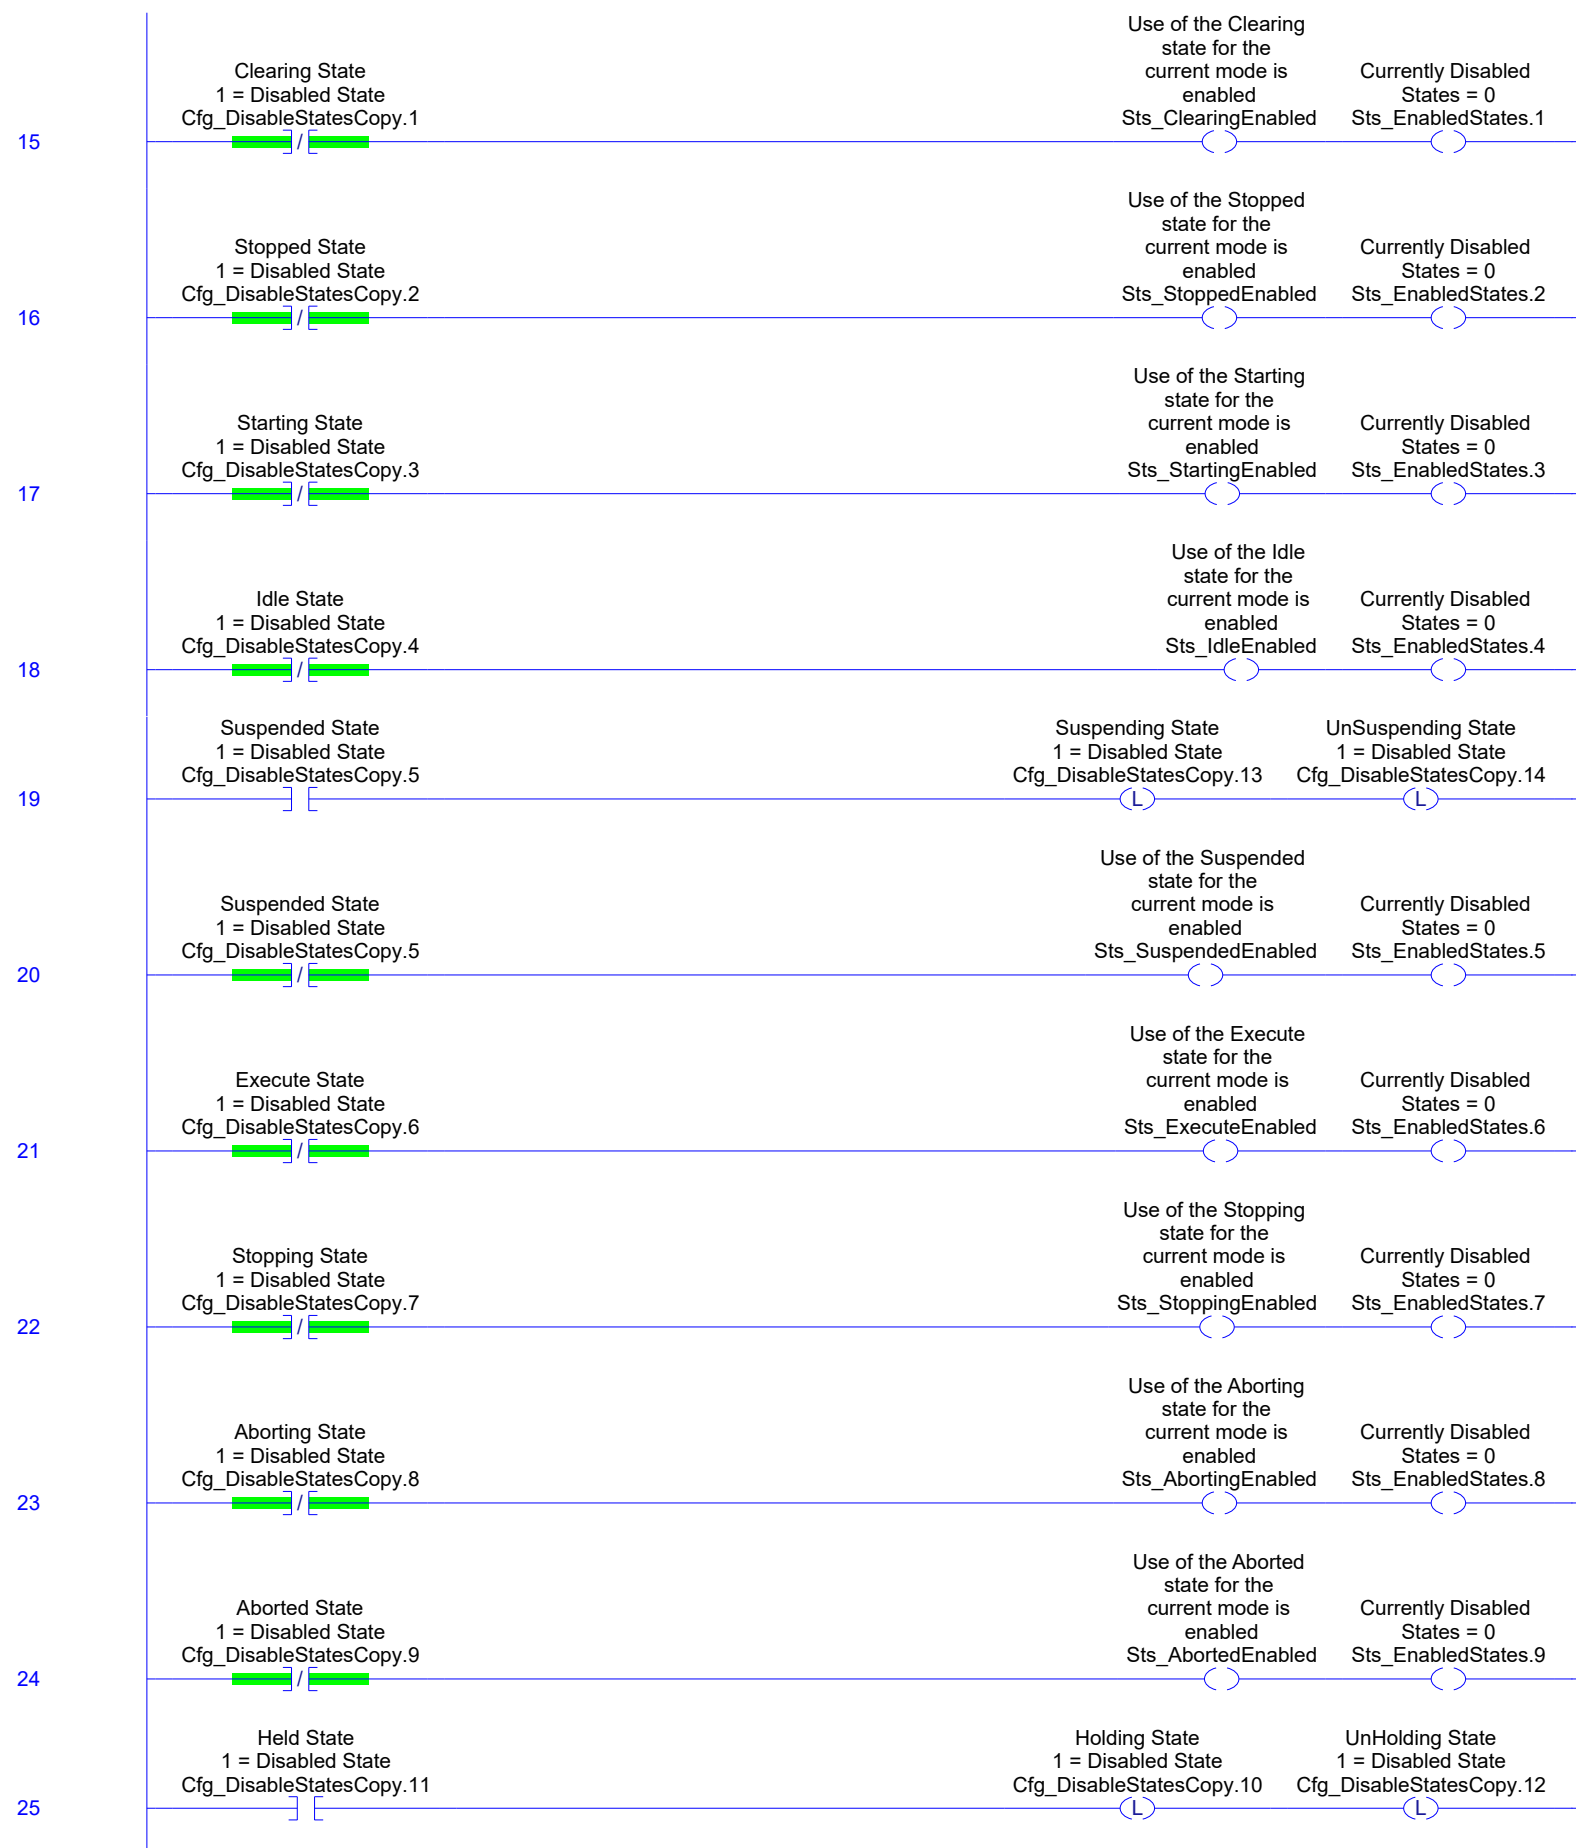 Clearing State
1 = Disabled State
Cfg_DisableStatesCopy.1
Use of the Clearing
state for the
current mode is
enabled
Sts_ClearingEnabled
Currently Disabled
States = 0
Sts_EnabledStates.1
15
/
Stopped State
1 = Disabled State
Cfg_DisableStatesCopy.2
Use of the Stopped
state for the
current mode is
enabled
Sts_StoppedEnabled
Currently Disabled
States = 0
Sts_EnabledStates.2
16
/
Starting State
1 = Disabled State
Cfg_DisableStatesCopy.3
Use of the Starting
state for the
current mode is
enabled
Sts_StartingEnabled
Currently Disabled
States = 0
Sts_EnabledStates.3
17
/
Idle State
1 = Disabled State
Cfg_DisableStatesCopy.4
Use of the Idle
state for the
current mode is
enabled
Sts_IdleEnabled
Currently Disabled
States = 0
Sts_EnabledStates.4
18
/
Suspended State
1 = Disabled State
Cfg_DisableStatesCopy.5
Suspending State
1 = Disabled State
Cfg_DisableStatesCopy.13
UnSuspending State
1 = Disabled State
Cfg_DisableStatesCopy.14
19
L
L
Suspended State
1 = Disabled State
Cfg_DisableStatesCopy.5
Use of the Suspended
state for the
current mode is
enabled
Sts_SuspendedEnabled
Currently Disabled
States = 0
Sts_EnabledStates.5
20
/
Execute State
1 = Disabled State
Cfg_DisableStatesCopy.6
Use of the Execute
state for the
current mode is
enabled
Sts_ExecuteEnabled
Currently Disabled
States = 0
Sts_EnabledStates.6
21
/
Stopping State
1 = Disabled State
Cfg_DisableStatesCopy.7
Use of the Stopping
state for the
current mode is
enabled
Sts_StoppingEnabled
Currently Disabled
States = 0
Sts_EnabledStates.7
22
/
Aborting State
1 = Disabled State
Cfg_DisableStatesCopy.8
Use of the Aborting
state for the
current mode is
enabled
Sts_AbortingEnabled
Currently Disabled
States = 0
Sts_EnabledStates.8
23
/
Aborted State
1 = Disabled State
Cfg_DisableStatesCopy.9
Use of the Aborted
state for the
current mode is
enabled
Sts_AbortedEnabled
Currently Disabled
States = 0
Sts_EnabledStates.9
24
/
Held State
1 = Disabled State
Cfg_DisableStatesCopy.11
Holding State
1 = Disabled State
Cfg_DisableStatesCopy.10
UnHolding State
1 = Disabled State
Cfg_DisableStatesCopy.12
25
L
L